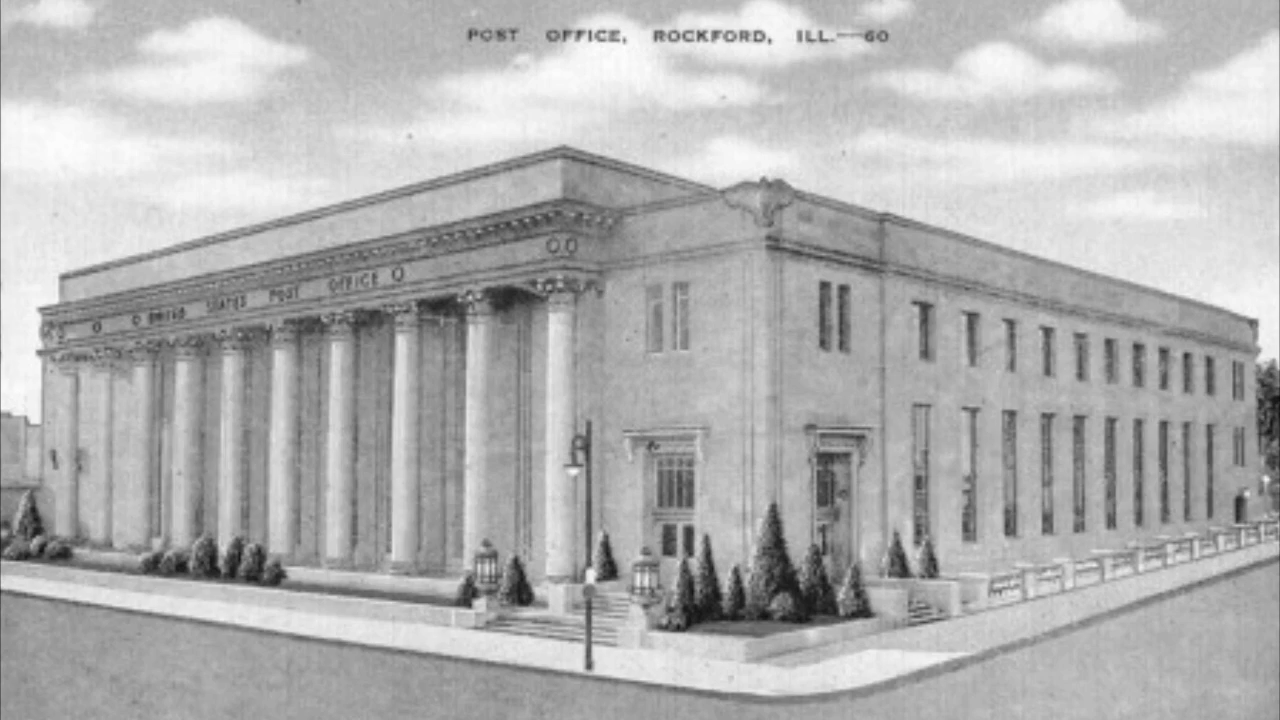 POST OFFICE, ROCKFORD, ILL.—60
UNITED STATES POST OFFICE